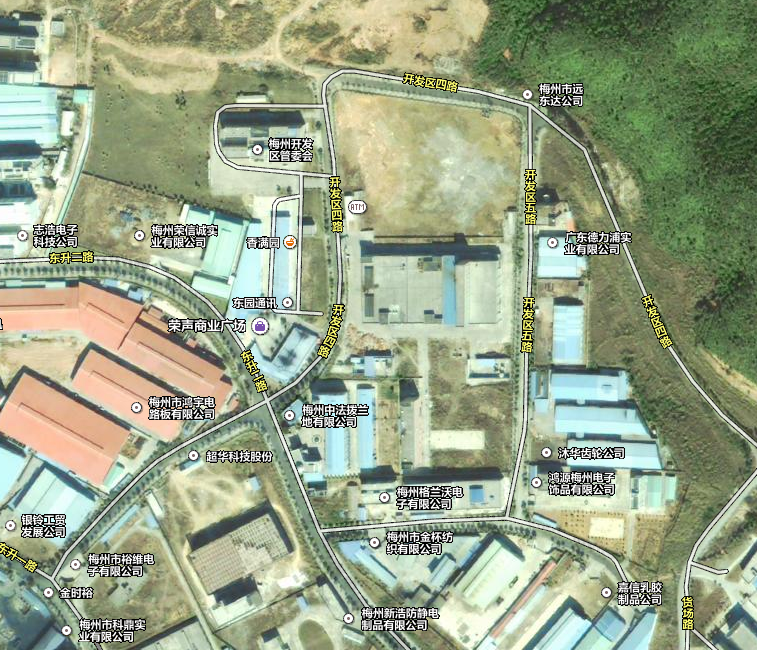 开发区四路
梅州市远
东达公司
梅州开发
区管委会
开发区四路
ATM
开发区五路
志浩电子
科技公司
梅州荣信诚实
业有限公司
香满园
广东德力浦实
业有限公司
东升二路
东园通讯
荣声商业广场
开发区四路
开发区五路
开发区四路
东升二路
梅州市鸿宇电
路板有限公司
梅州中法拨兰
地有限公司
超华科技股份
沐华齿轮公司
鸿源梅州电子
饰品有限公司
梅州格兰沃电
子有限公司
银铃工贸
发展公司
梅州市金杯纺
织有限公司
东升一路
梅州市裕维电
子有限公司
金时裕
嘉信乳胶
制品公司
货场路
梅州新浩防静电
制品有限公司
梅州市科鼎实
业有限公司